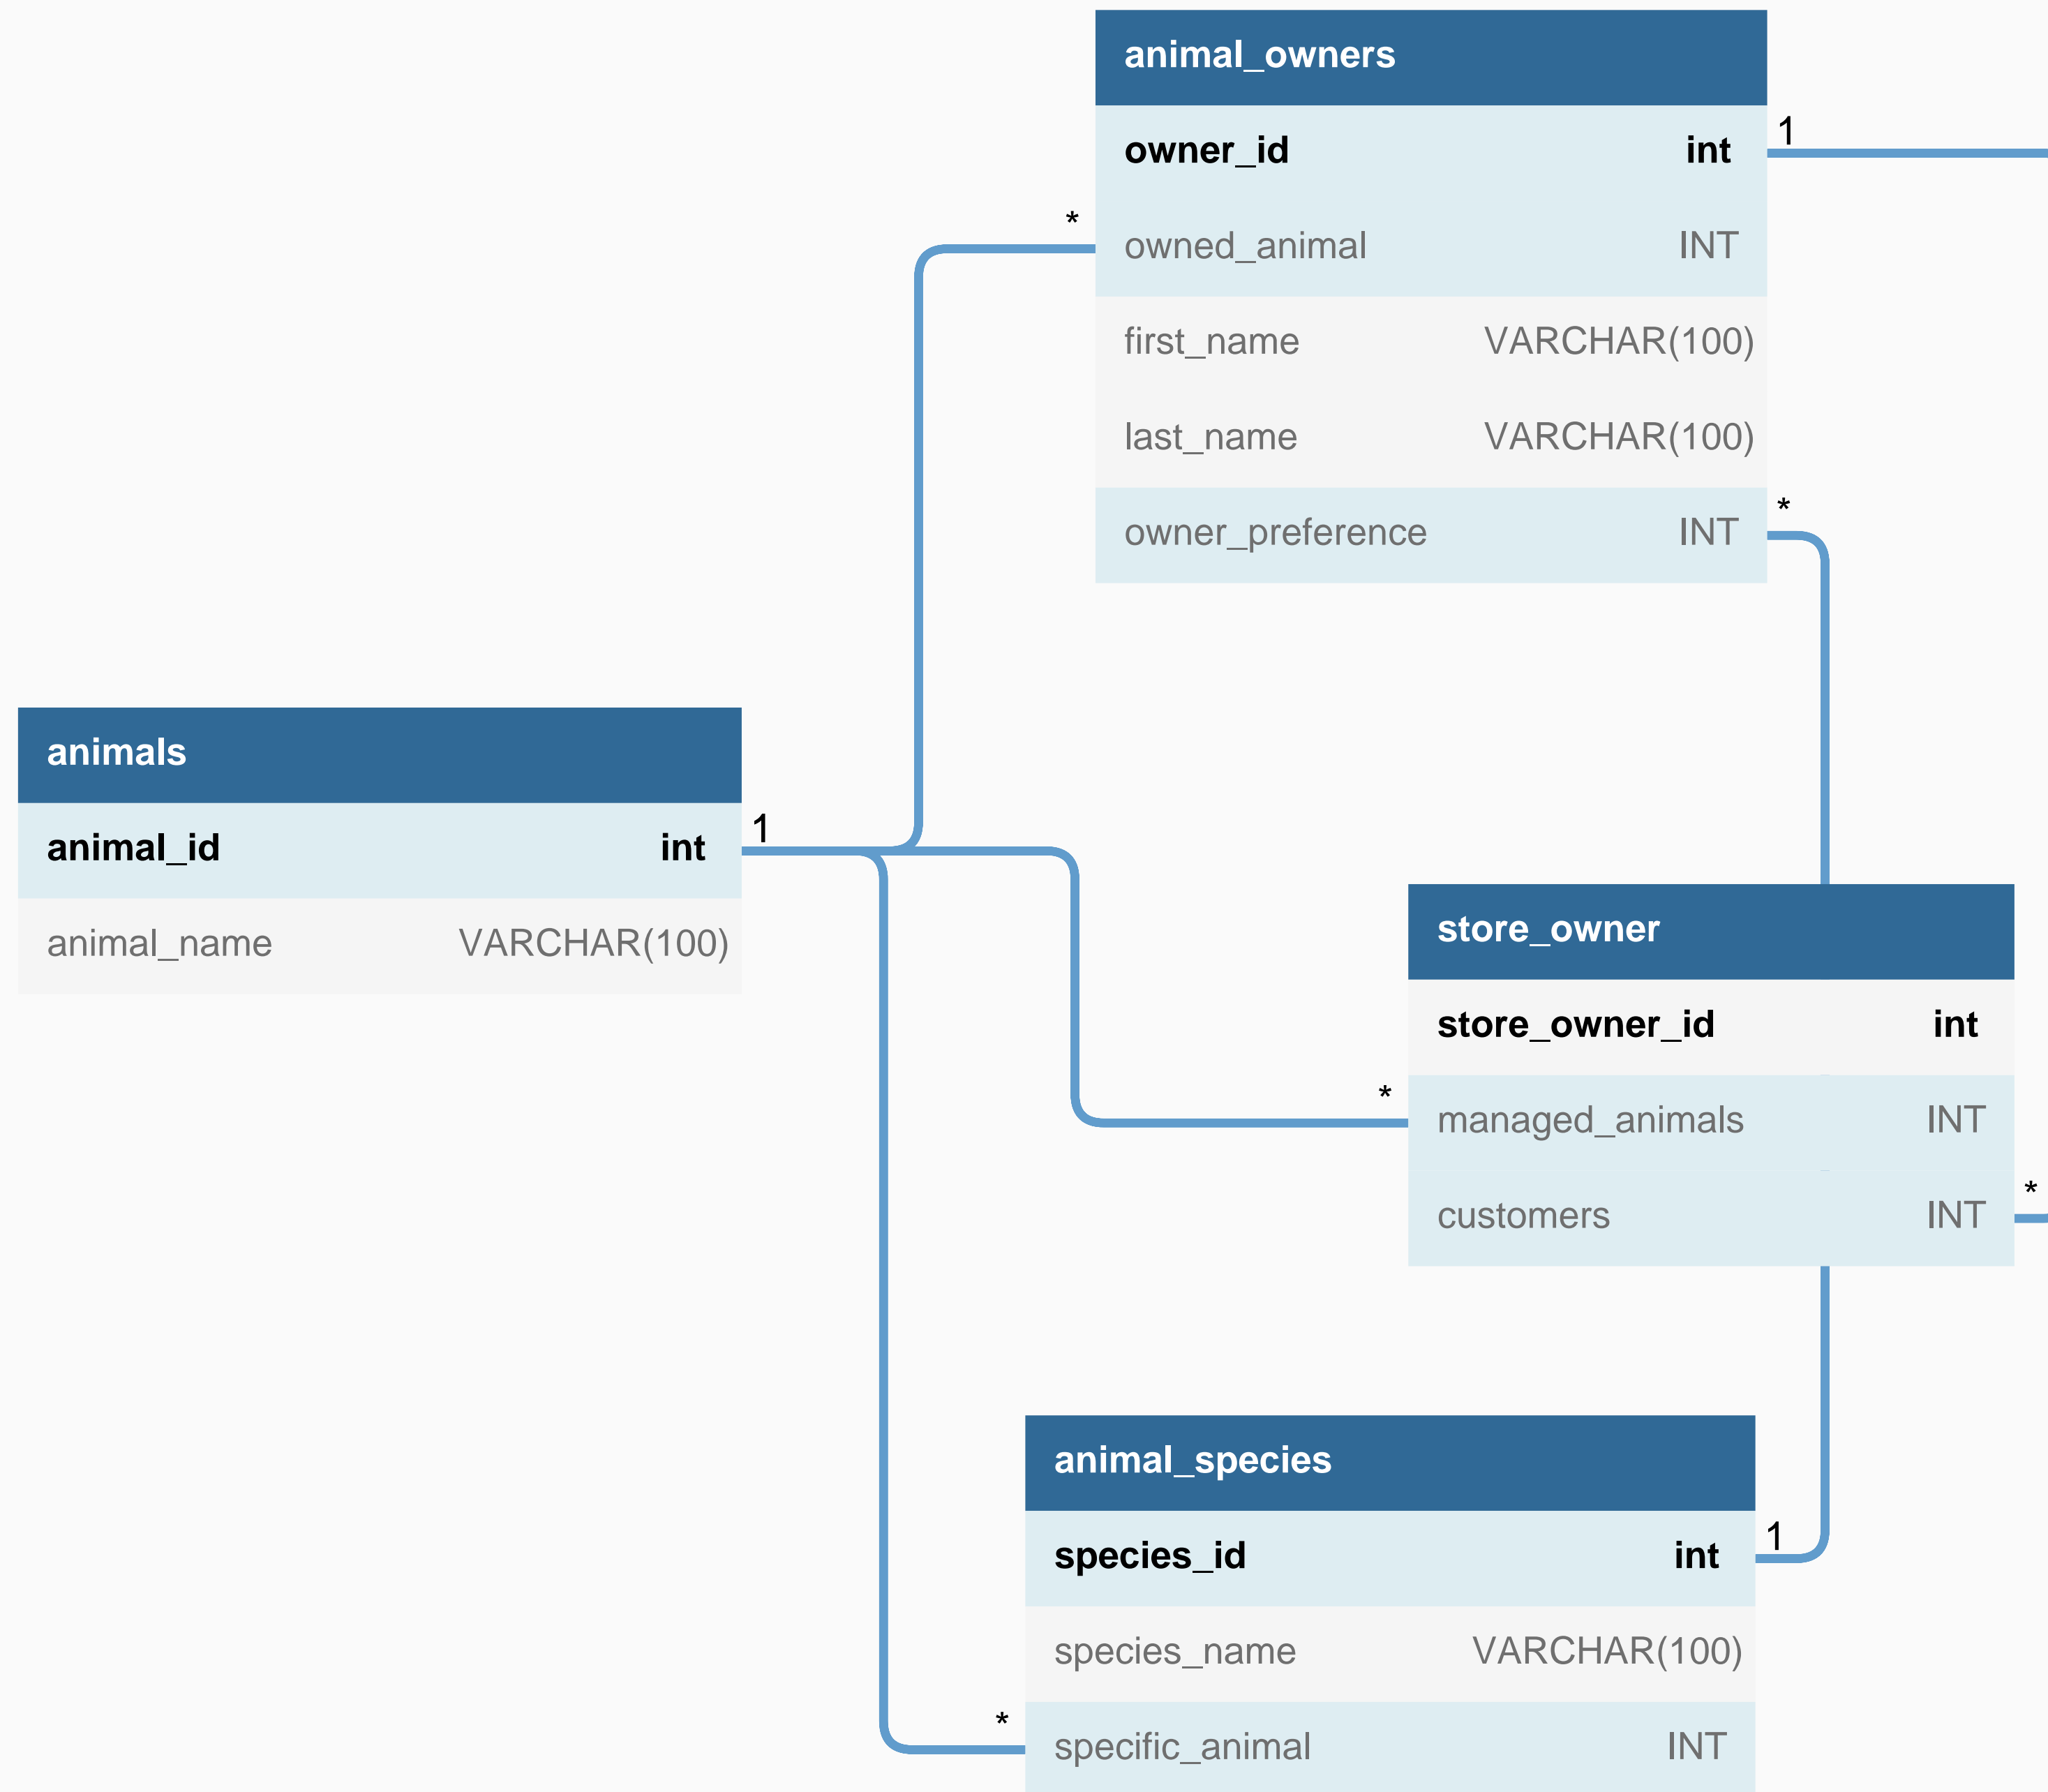 animal_owners
owner_id int 1
* owned_animal INT
first_name VARCHAR(100)
last_name VARCHAR(100)
owner_preference INT *
animals
animal_id int 1
animal_name VARCHAR(100)
store_owner
store_owner_id int
* managed_animals INT
customers INT *
animal_species
species_id int 1
species_name VARCHAR(100)
* specific_animal INT